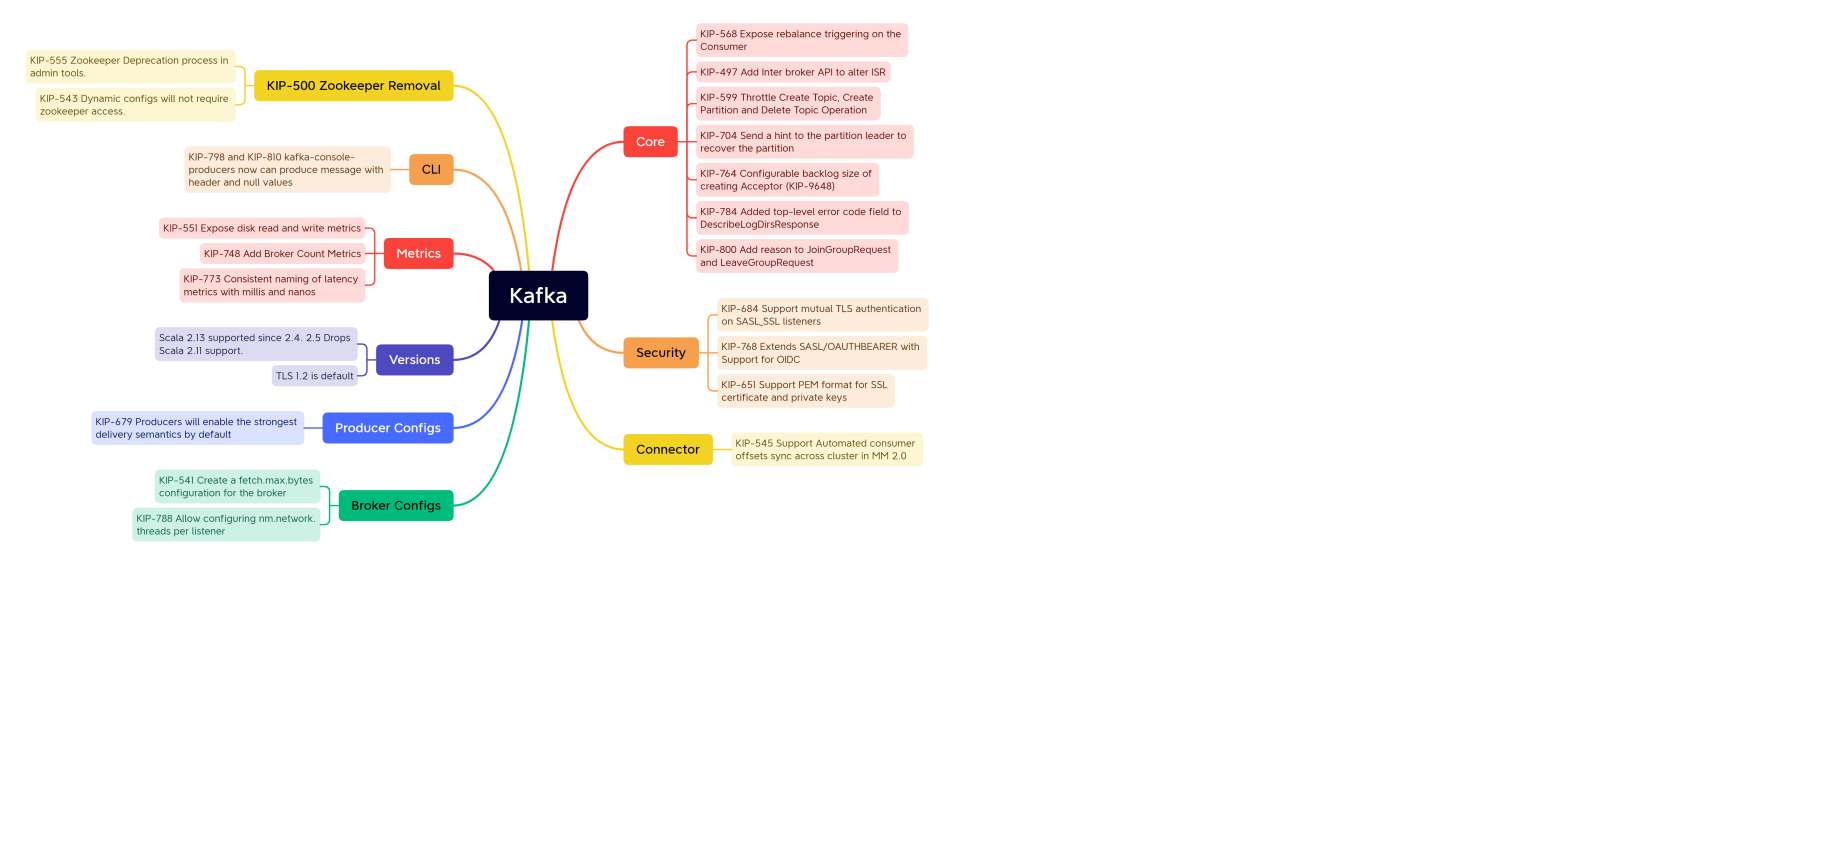 Kafka
KIP-500 Zookeeper Removal
KIP-555 Zookeeper Deprecation process in
admin tools.
KIP-543 Dynamic configs will not require
zookeeper access.
CLI
KIP-798 and KIP-810 kafka-console-
producers now can produce message with
header and null values
Metrics
KIP-551 Expose disk read and write metrics
KIP-748 Add Broker Count Metrics
KIP-773 Consistent naming of latency
metrics with millis and nanos
Versions
Scala 2.13 supported since 2.4. 2.5 Drops
Scala 2.11 support.
TLS 1.2 is default
Producer Configs
KIP-679 Producers will enable the strongest
delivery semantics by default
Broker Configs
KIP-541 Create a fetch.max.bytes
configuration for the broker
KIP-788 Allow configuring nm.network.
threads per listener
Core
KIP-568 Expose rebalance triggering on the
Consumer
KIP-497 Add Inter broker API to alter ISR
KIP-599 Throttle Create Topic, Create
Partition and Delete Topic Operation
KIP-704 Send a hint to the partition leader to
recover the partition
KIP-764 Configurable backlog size of
creating Acceptor (KIP-9648)
KIP-784 Added top-level error code field to
DescribeLogDirsResponse
KIP-800 Add reason to JoinGroupRequest
and LeaveGroupRequest
Security
KIP-684 Support mutual TLS authentication
on SASL_SSL listeners
KIP-768 Extends SASL/OAUTHBEARER with
Support for OIDC
KIP-651 Support PEM format for SSL
certificate and private keys
Connector
KIP-545 Support Automated consumer
offsets sync across cluster in MM 2.0